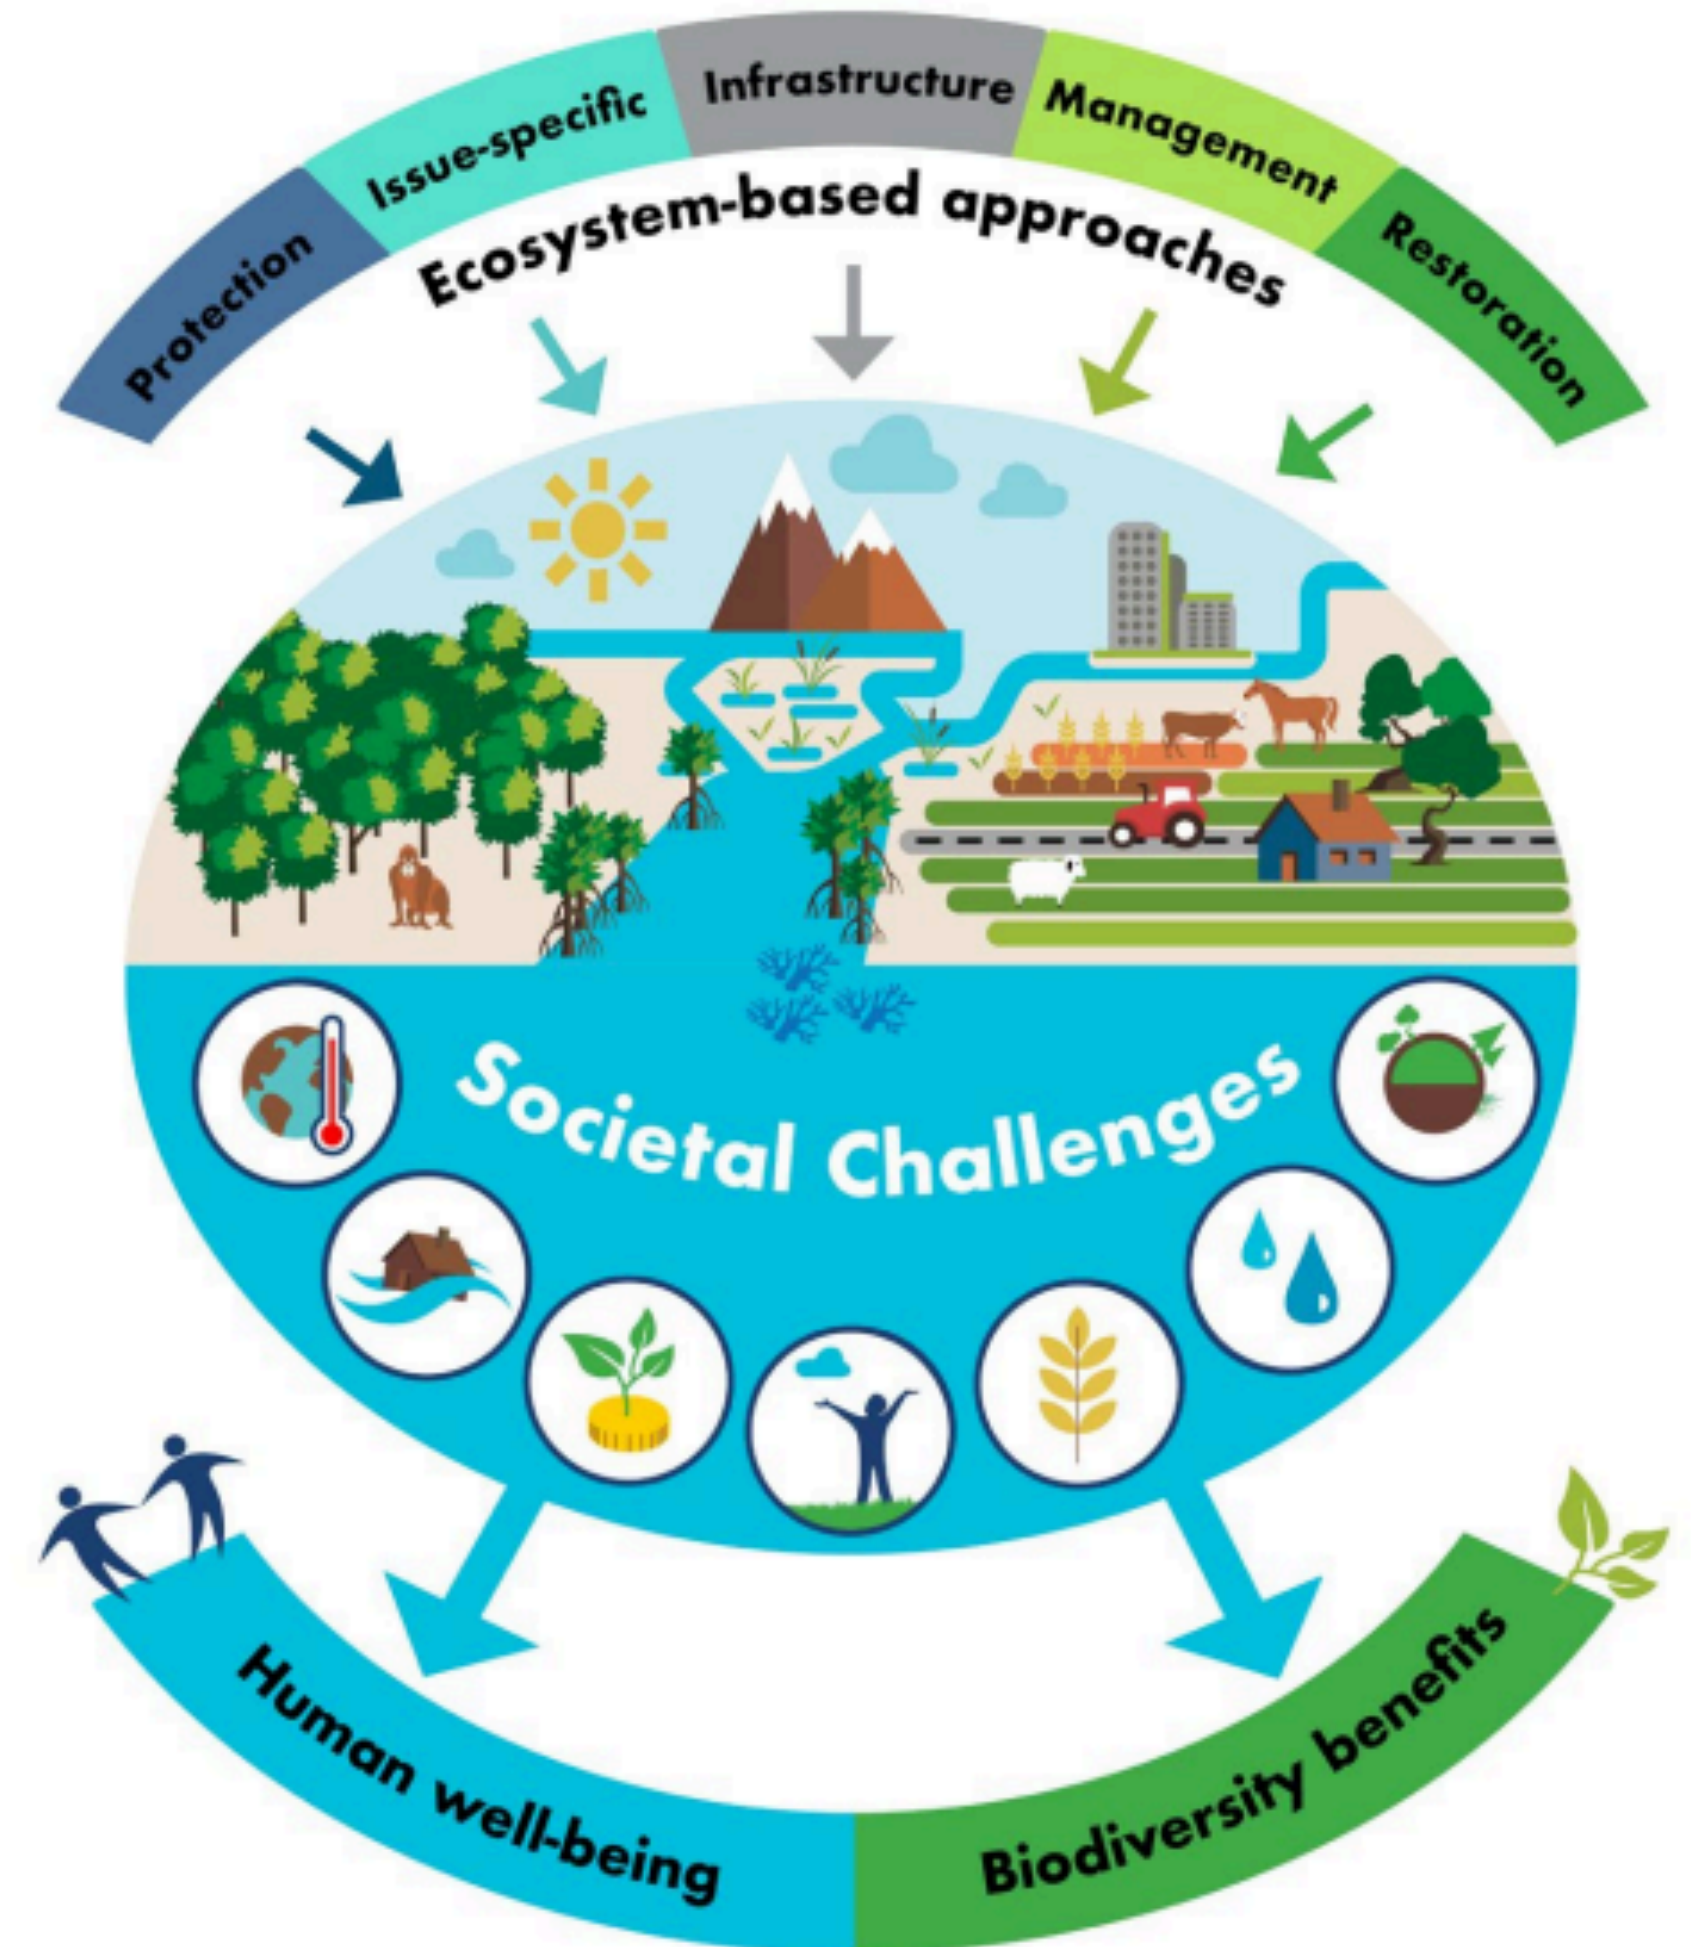 Protection
Issue-specific
Infrastructure
Management
Restoration
Ecosystem-based approaches
Societal Challenges
Human well-being
Biodiversity benefits